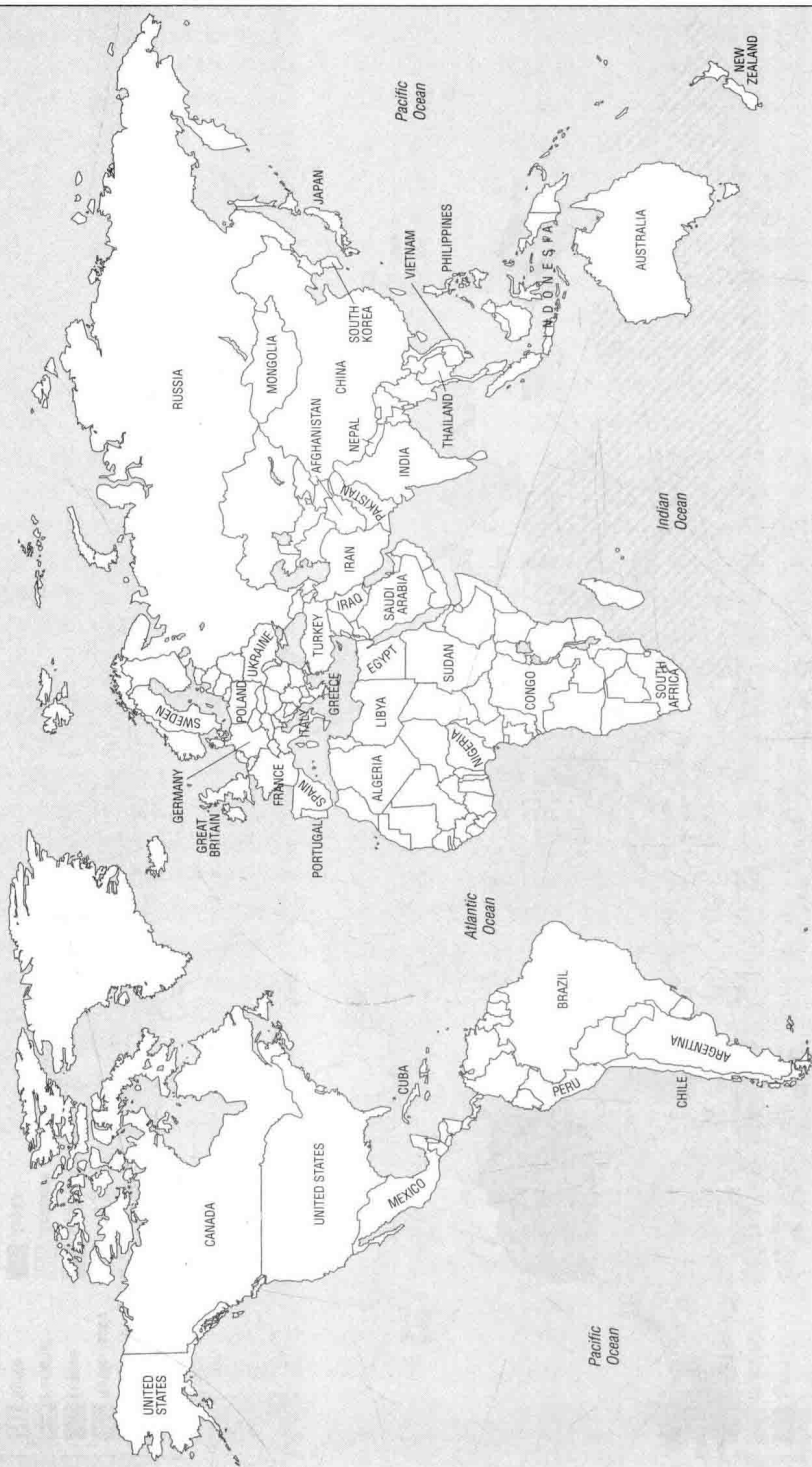 UNITED
STATES
CANADA
UNITED STATES
MEXICO
CUBA
Pacific
Ocean
Atlantic
Ocean
BRAZIL
PERU
CHILE
ARGENTINA
SWEDEN
GERMANY
GREAT
BRITAIN
POLAND
UKRAINE
FRANCE
SPAIN
PORTUGAL
ITALY
GREECE
TURKEY
RUSSIA
MONGOLIA
CHINA
AFGHANISTAN
NEPAL
PAKISTAN
INDIA
IRAN
IRAQ
SAUDI
ARABIA
EGYPT
LIBYA
ALGERIA
SUDAN
NIGERIA
CONGO
SOUTH
AFRICA
SOUTH
KOREA
JAPAN
VIETNAM
PHILIPPINES
THAILAND
Indian
Ocean
AUSTRALIA
NEW
ZEALAND
Pacific
Ocean